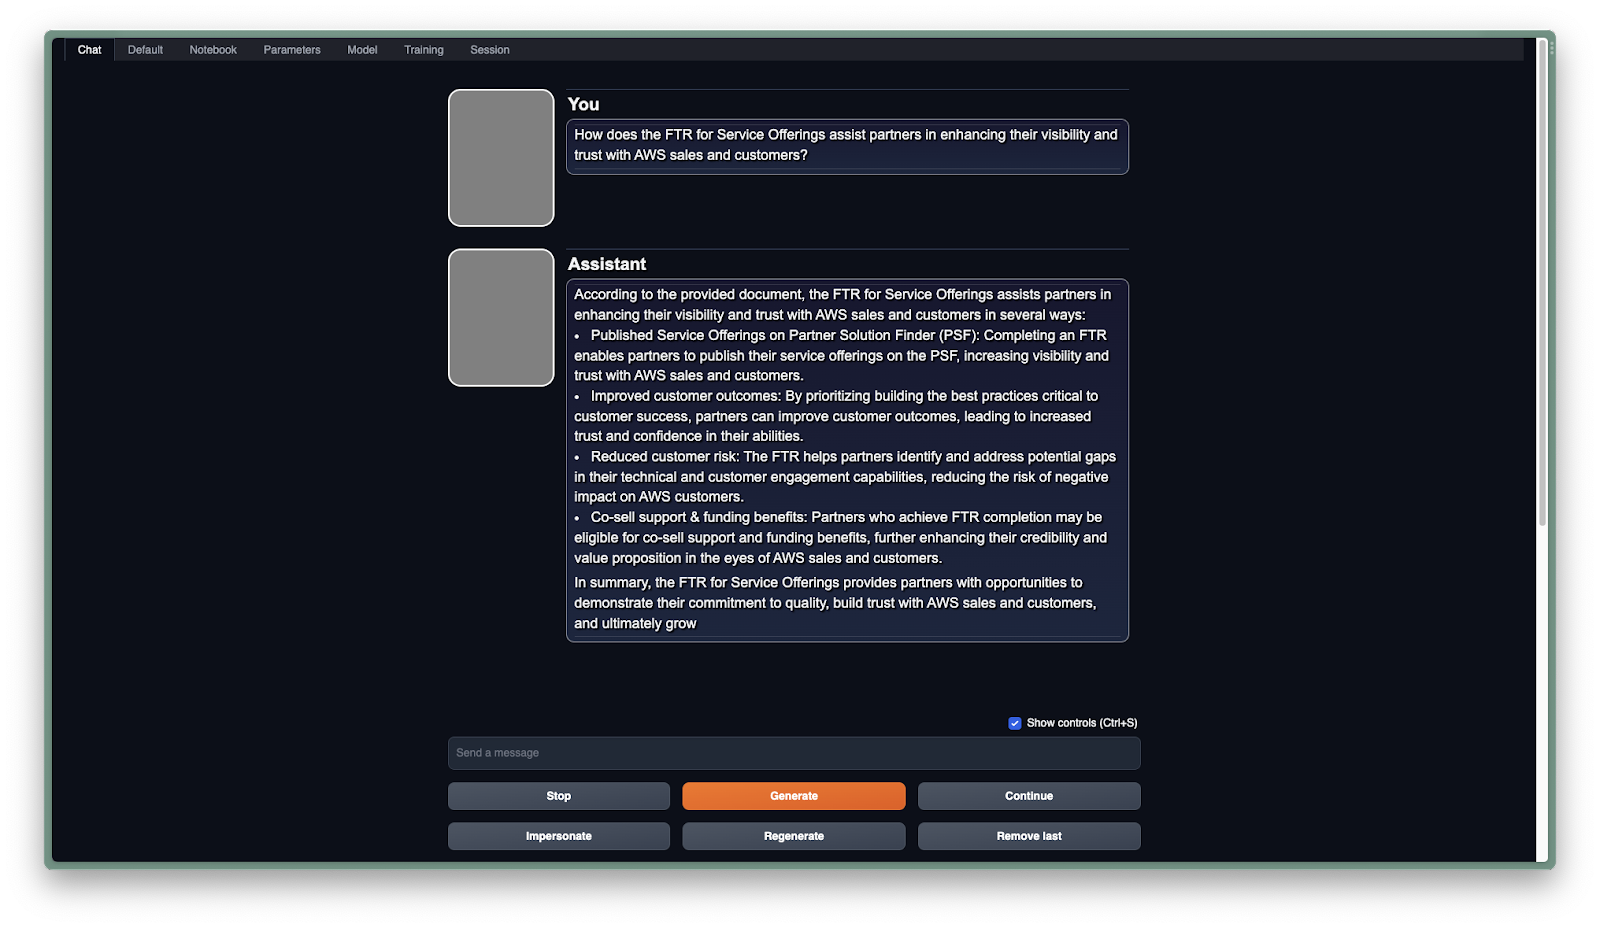 Chat Default Notebook Parameters Model Training Session
You
How does the FTR for Service Offerings assist partners in enhancing their visibility and
trust with AWS sales and customers?
Assistant
According to the provided document, the FTR for Service Offerings assists partners in
enhancing their visibility and trust with AWS sales and customers in several ways:
• Published Service Offerings on Partner Solution Finder (PSF): Completing an FTR
enables partners to publish their service offerings on the PSF, increasing visibility and
trust with AWS sales and customers.
• Improved customer outcomes: By prioritizing building the best practices critical to
customer success, partners can improve customer outcomes, leading to increased
trust and confidence in their abilities.
• Reduced customer risk: The FTR helps partners identify and address potential gaps
in their technical and customer engagement capabilities, reducing the risk of negative
impact on AWS customers.
• Co-sell support & funding benefits: Partners who achieve FTR completion may be
eligible for co-sell support and funding benefits, further enhancing their credibility and
value proposition in the eyes of AWS sales and customers.
In summary, the FTR for Service Offerings provides partners with opportunities to
demonstrate their commitment to quality, build trust with AWS sales and customers,
and ultimately grow
Show controls (Ctrl+S)
Send a message
Stop Generate Continue
Impersonate Regenerate Remove last